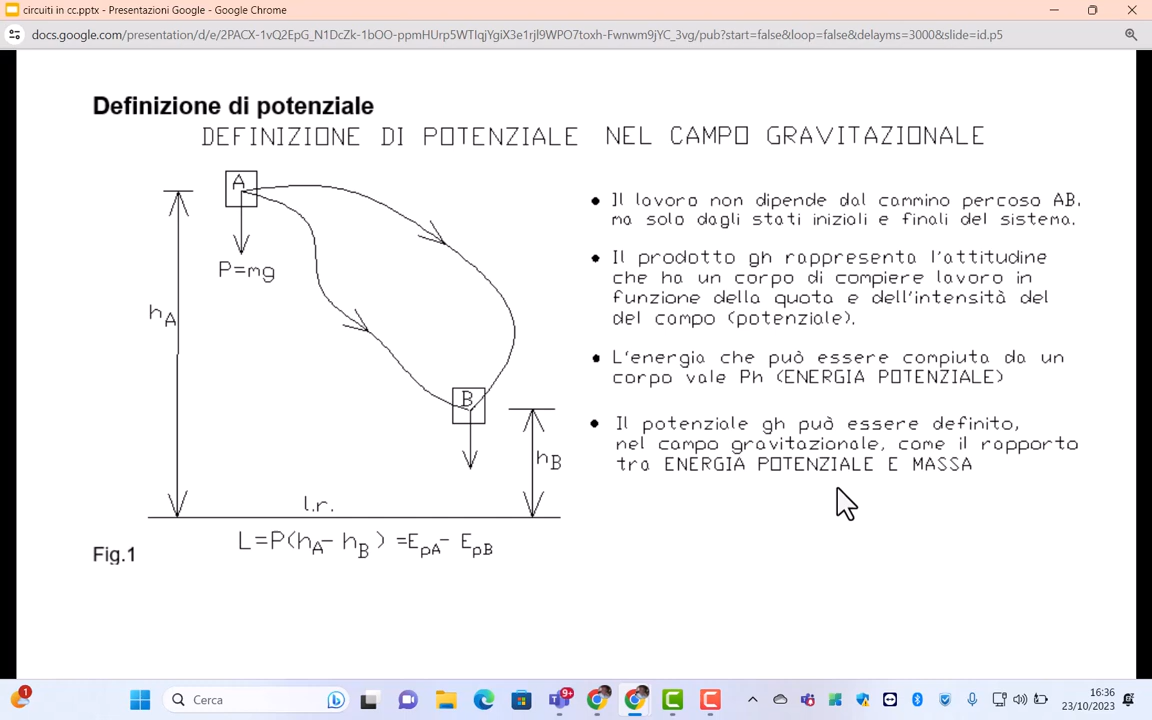 circuiti in cc.pptx - Presentazioni Google - Google Chrome
docs.google.com/presentation/d/e/2PACX-1vQ2EpG_N1DcZk-1bOO-ppmHUrp5WTlqjYgiX3e1rjl9WPO7toxh-Fwnwm9jYC_3vg/pub?start=false&loop=false&delayms=3000&slide=id.p5
Definizione di potenziale
DEFINIZIONE DI POTENZIALE NEL CAMPO GRAVITAZIONALE
A
P=mg
hA
B
hB
l.r.
L=P(hA- hB ) =EpA- EpB
Fig.1
• Il lavoro non dipende dal cammino percoso AB,
ma solo dagli stati iniziali e finali del sistema.
• Il prodotto gh rappresenta l'attitudine
che ha un corpo di compiere lavoro in
funzione della quota e dell'intensità del
del campo (potenziale).
• L'energia che può essere compiuta da un
corpo vale Ph (ENERGIA POTENZIALE)
• Il potenziale gh può essere definito,
nel campo gravitazionale, come il rapporto
tra ENERGIA POTENZIALE E MASSA
1
Cerca
9+
16:36
23/10/2023